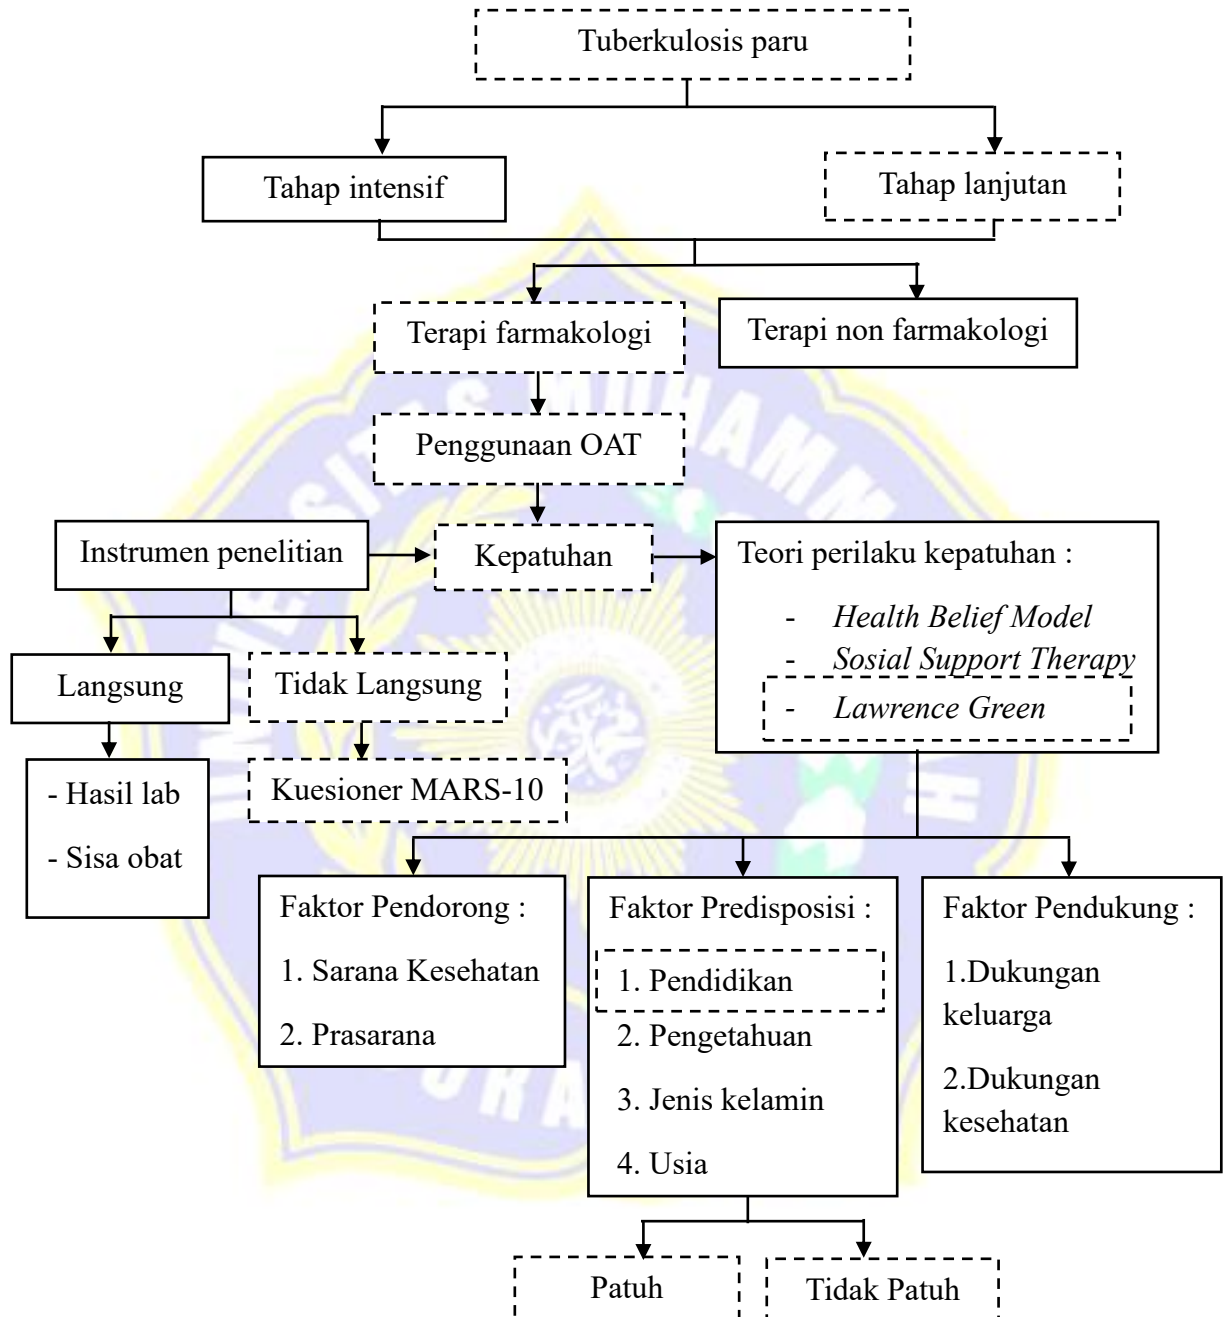 Tuberkulosis paru
Tahap intensif
Tahap lanjutan
Terapi farmakologi
Terapi non farmakologi
Penggunaan OAT
Instrumen penelitian
Kepatuhan
Teori perilaku kepatuhan :
- Health Belief Model
- Sosial Support Therapy
- Lawrence Green
Langsung
Tidak Langsung
- Hasil lab
- Sisa obat
Kuesioner MARS-10
Faktor Pendorong :
1. Sarana Kesehatan
2. Prasarana
Faktor Predisposisi :
1. Pendidikan
2. Pengetahuan
3. Jenis kelamin
4. Usia
Faktor Pendukung :
1.Dukungan
keluarga
2.Dukungan
kesehatan
Patuh
Tidak Patuh